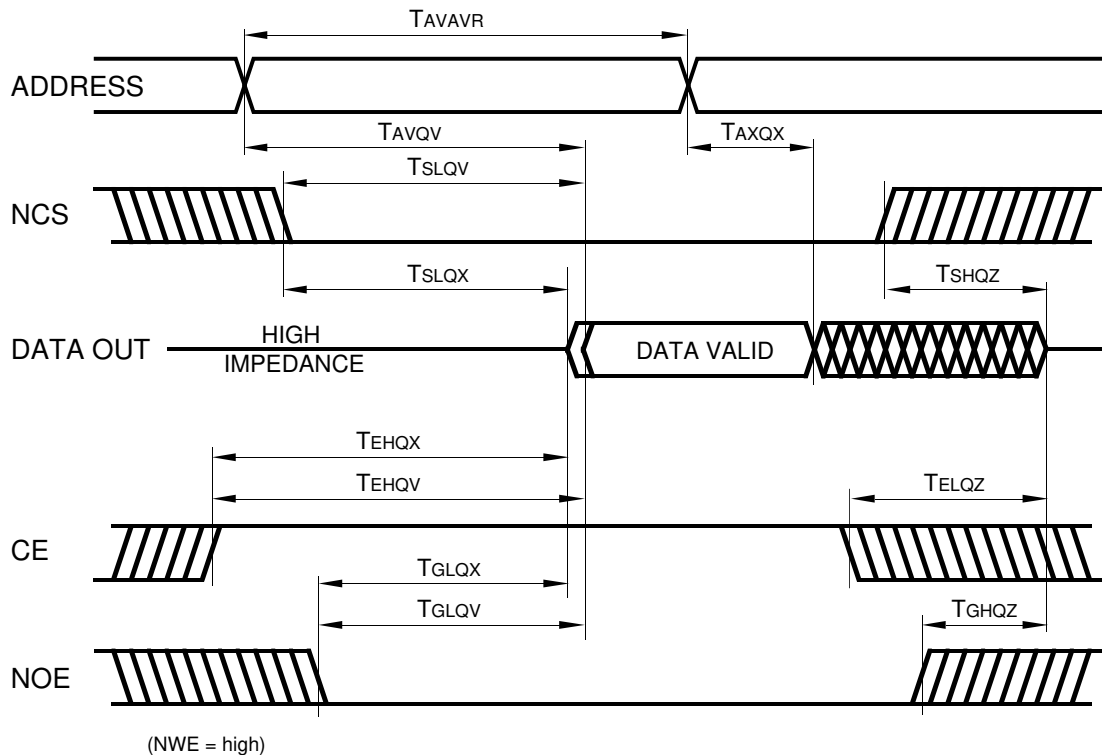 TAVAVR
ADDRESS
TAVQV
TAXQX
TSLQV
NCS
TSLQX
TSHQZ
DATA OUT
HIGH
IMPEDANCE
DATA VALID
TEHQX
TEHQV
TELQZ
CE
TGLQX
TGLQV
TGHQZ
NOE
(NWE = high)